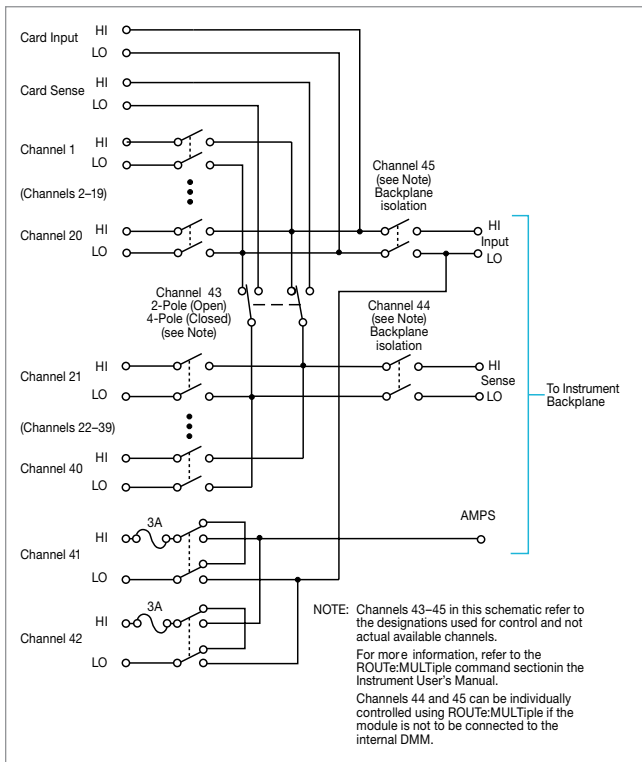 Card Input HI
LO
Card Sense HI
LO
Channel 1 HI
LO
(Channels 2–19)
Channel 20 HI
LO
Channel 45
(see Note)
Backplane
isolation
HI
Input
LO
Channel 43
2-Pole (Open)
4-Pole (Closed)
(see Note)
Channel 44
(see Note)
Backplane
isolation
Channel 21 HI
LO
HI
Sense
LO
To Instrument
Backplane
(Channels 22–39)
Channel 40 HI
LO
AMPS
Channel 41 HI 3A
LO
Channel 42 HI 3A
LO
NOTE: Channels 43–45 in this schematic refer to
the designations used for control and not
actual available channels.
For more information, refer to the
ROUTe:MULTiple command sectionin the
Instrument User's Manual.
Channels 44 and 45 can be individually
controlled using ROUTe:MULTiple if the
module is not to be connected to the
internal DMM.